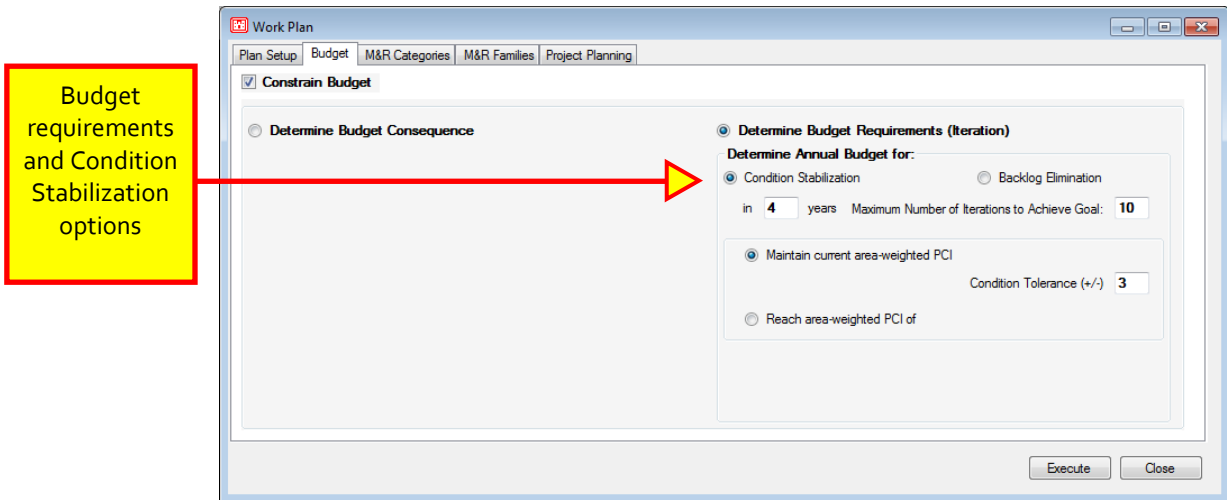 Work Plan
Plan Setup Budget M&R Categories M&R Families Project Planning
Constrain Budget
Budget
requirements
and Condition
Stabilization
options
Determine Budget Consequence
Determine Budget Requirements (Iteration)
Determine Annual Budget for:
Condition Stabilization Backlog Elimination
in 4 years Maximum Number of Iterations to Achieve Goal: 10
Maintain current area-weighted PCI
Condition Tolerance (+/-) 3
Reach area-weighted PCI of
Execute Close